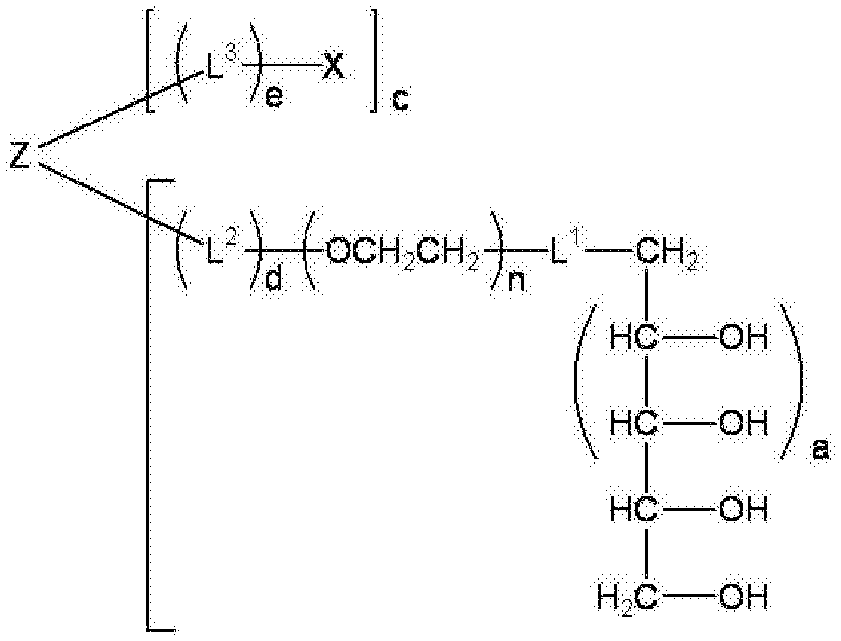 [(L³)e—X]c
Z
[(L²)d—(OCH₂CH₂)n—L¹—CH₂
(HC—OH
HC—OH)a
HC—OH
H₂C—OH